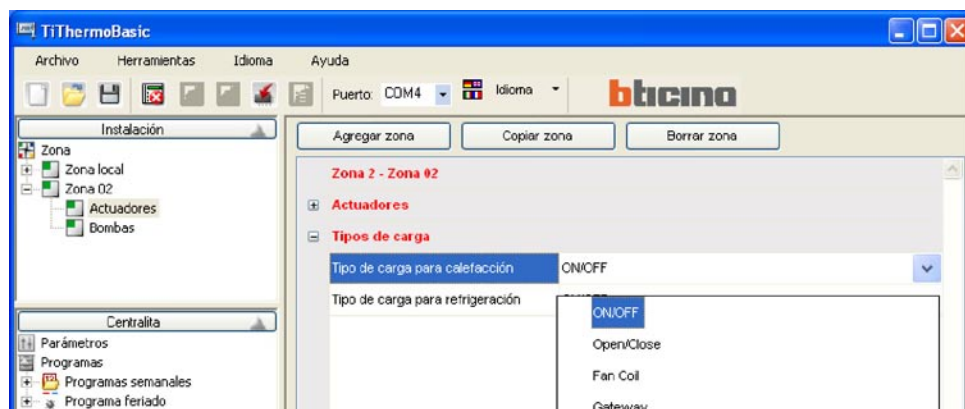 TiThermoBasic
Archivo Herramientas Idioma Ayuda
Puerto: COM4 Idioma bticino
Instalación
Zona
Zona local
Zona 02
Actuadores
Bombas
Centralita
Parámetros
Programas
Programas semanales
Programa feriado
Agregar zona Copiar zona Borrar zona
Zona 2 - Zona 02
Actuadores
Tipos de carga
Tipo de carga para calefacción ON/OFF
Tipo de carga para refrigeración
ON/OFF
Open/Close
Fan Coil
Gateway